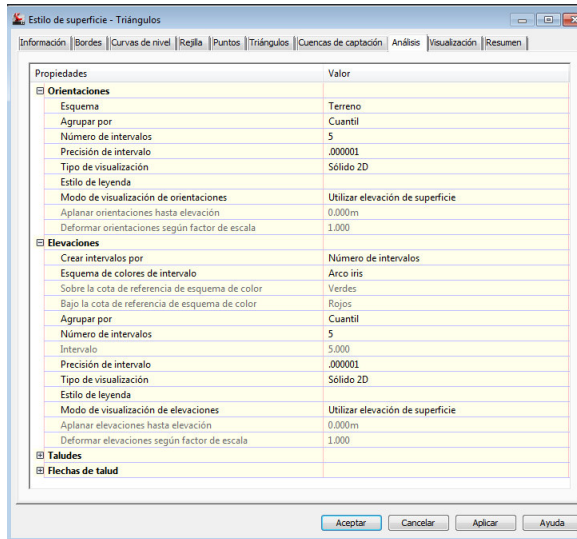 Estilo de superficie - Triángulos
Información Bordes Curvas de nivel Rejilla Puntos Triángulos Cuencas de captación Análisis Visualización Resumen
Propiedades Valor
Orientaciones
Esquema Terreno
Agrupar por Cuantil
Número de intervalos 5
Precisión de intervalo .000001
Tipo de visualización Sólido 2D
Estilo de leyenda
Modo de visualización de orientaciones Utilizar elevación de superficie
Aplanar orientaciones hasta elevación 0.000m
Deformar orientaciones según factor de escala 1.000
Elevaciones
Crear intervalos por Número de intervalos
Esquema de colores de intervalo Arco iris
Sobre la cota de referencia de esquema de color Verdes
Bajo la cota de referencia de esquema de color Rojos
Agrupar por Cuantil
Número de intervalos 5
Intervalo 5.000
Precisión de intervalo .000001
Tipo de visualización Sólido 2D
Estilo de leyenda
Modo de visualización de elevaciones Utilizar elevación de superficie
Aplanar elevaciones hasta elevación 0.000m
Deformar elevaciones según factor de escala 1.000
Taludes
Flechas de talud
Aceptar Cancelar Aplicar Ayuda